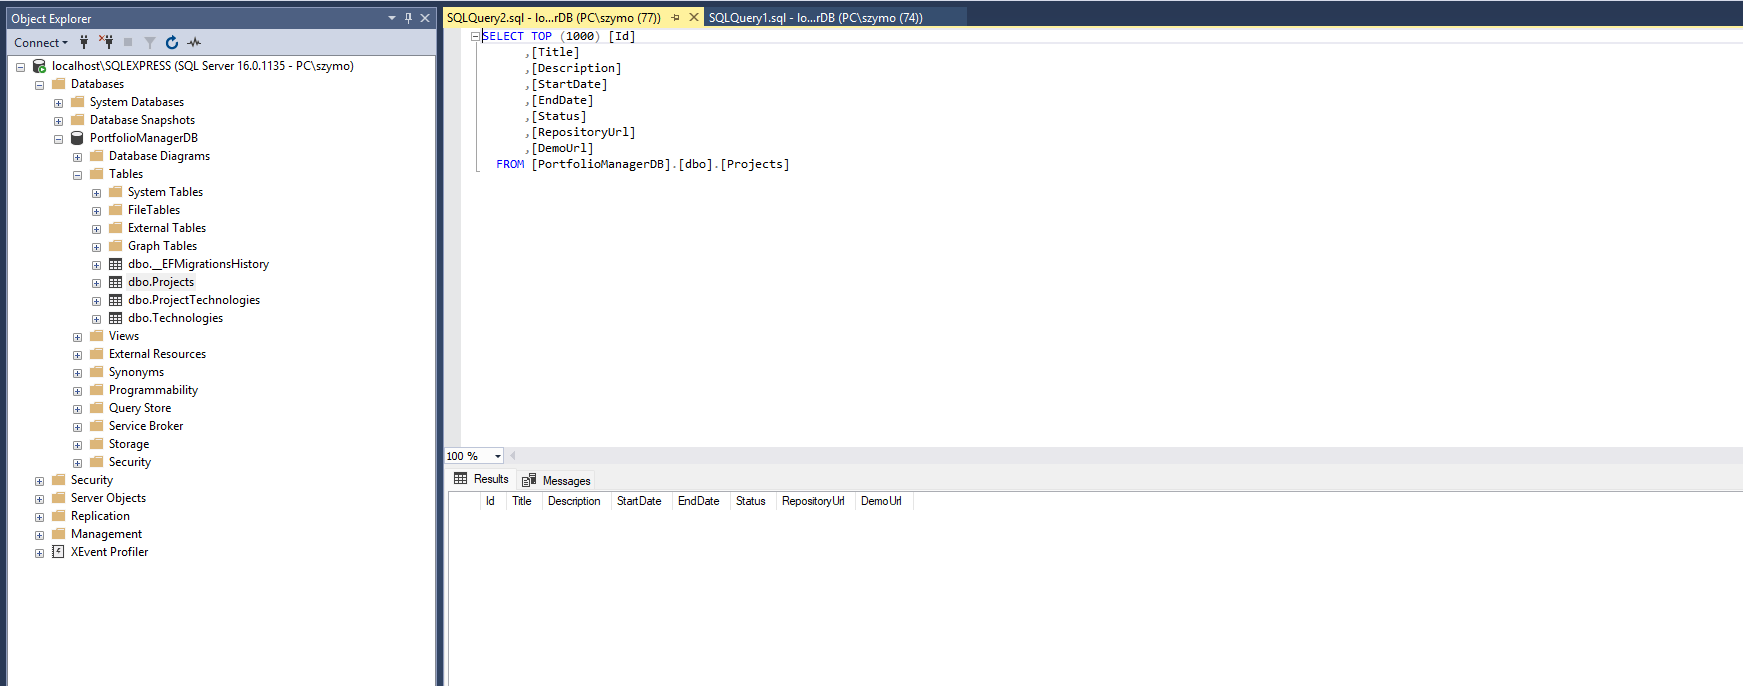 Object Explorer
Connect
localhost\SQLEXPRESS (SQL Server 16.0.1135 - PC\szymo)
Databases
System Databases
Database Snapshots
PortfolioManagerDB
Database Diagrams
Tables
System Tables
FileTables
External Tables
Graph Tables
dbo.__EFMigrationsHistory
dbo.Projects
dbo.ProjectTechnologies
dbo.Technologies
Views
External Resources
Synonyms
Programmability
Query Store
Service Broker
Storage
Security
Security
Server Objects
Replication
Management
XEvent Profiler
SQLQuery2.sql - lo...rDB (PC\szymo (77)) SQLQuery1.sql - lo...rDB (PC\szymo (74))
SELECT TOP (1000) [Id]
,[Title]
,[Description]
,[StartDate]
,[EndDate]
,[Status]
,[RepositoryUrl]
,[DemoUrl]
FROM [PortfolioManagerDB].[dbo].[Projects]
100 %
Results Messages
Id Title Description StartDate EndDate Status RepositoryUrl DemoUrl